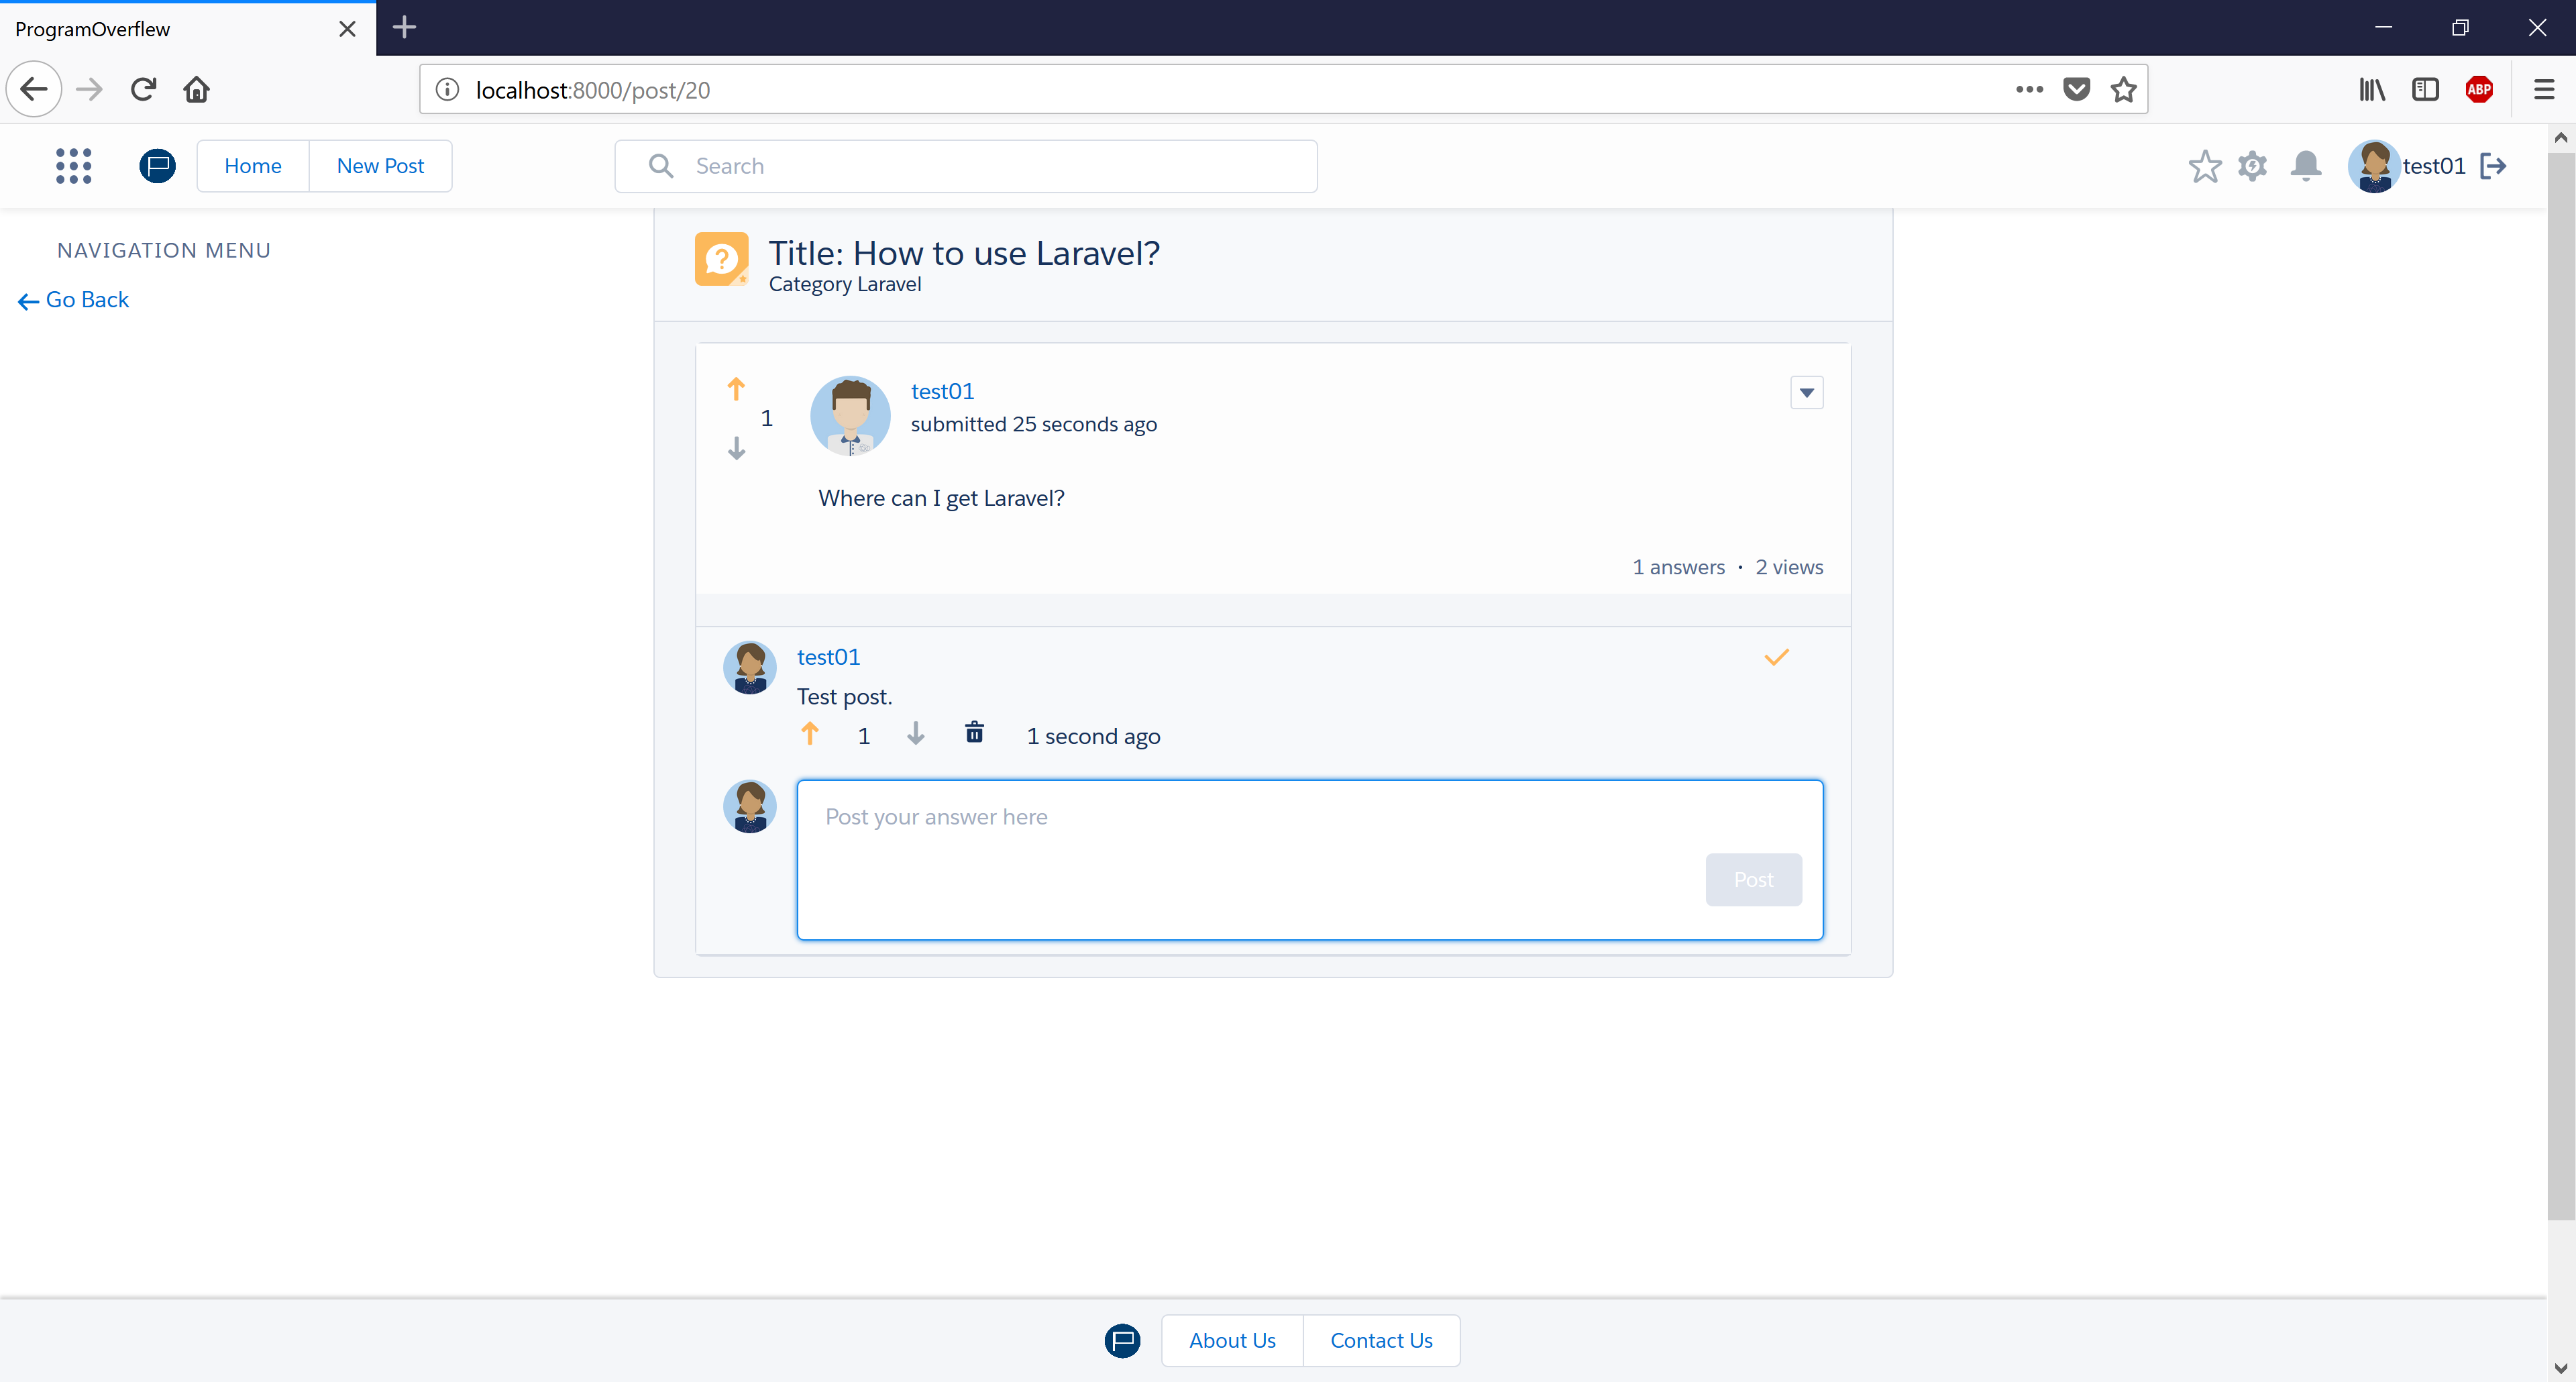 ProgramOverflew
localhost:8000/post/20
ABP
Home
New Post
Search
test01
NAVIGATION MENU
Go Back
Title: How to use Laravel?
Category Laravel
1
test01
submitted 25 seconds ago
Where can I get Laravel?
1 answers • 2 views
test01
Test post.
1
1 second ago
Post your answer here
Post
About Us
Contact Us